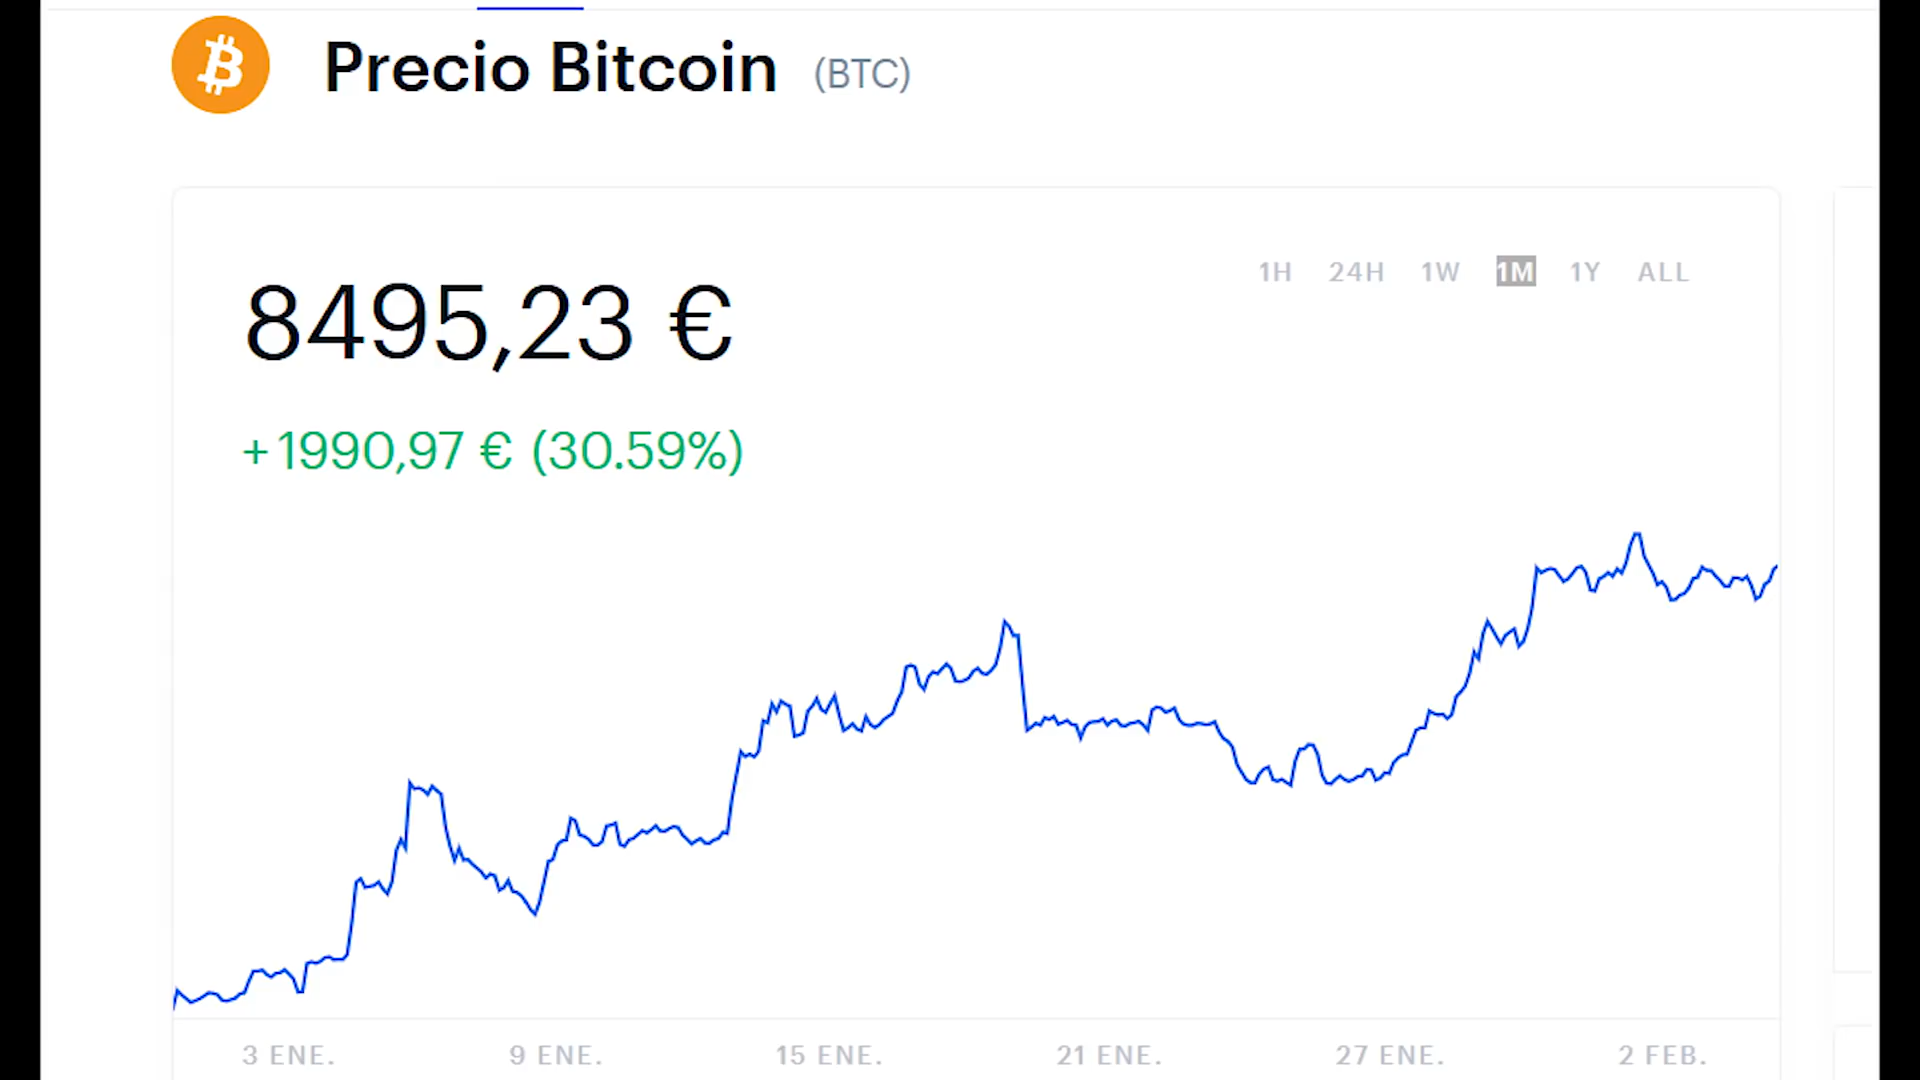 Precio Bitcoin (BTC)
1H 24H 1W 1M 1Y ALL
8495,23 €
+1990,97 € (30.59%)
3 ENE. 9 ENE. 15 ENE. 21 ENE. 27 ENE. 2 FEB.